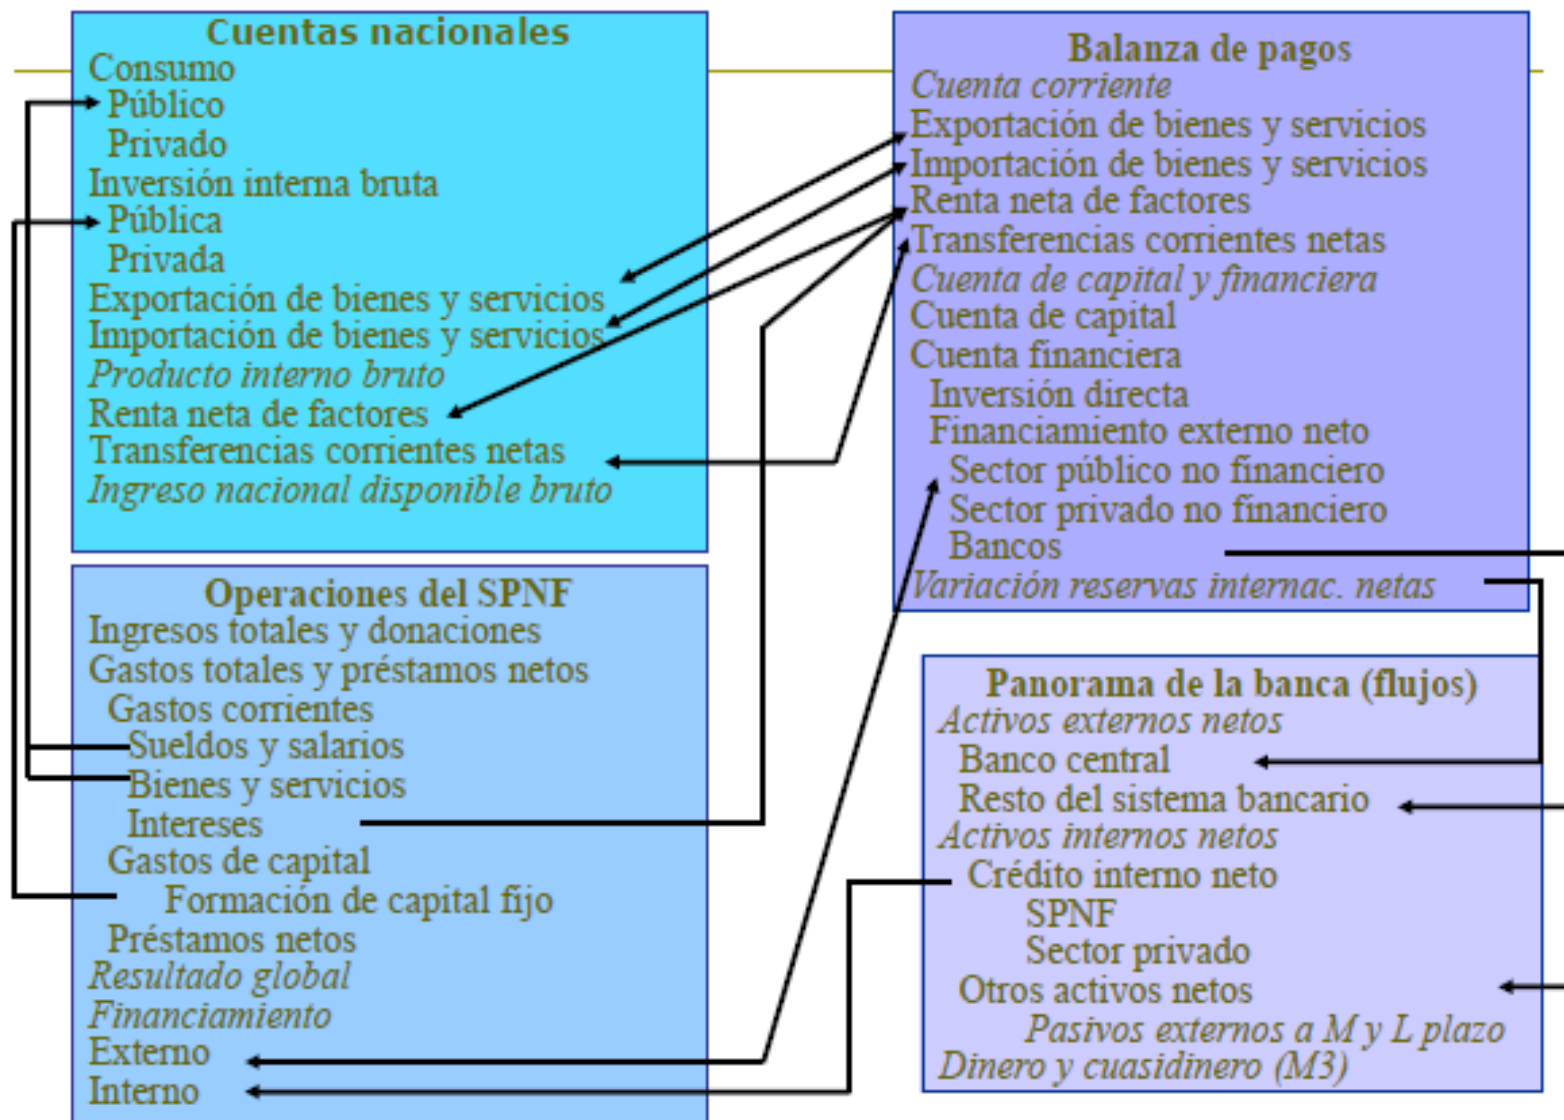 Cuentas nacionales
Consumo
Público
Privado
Inversión interna bruta
Pública
Privada
Exportación de bienes y servicios
Importación de bienes y servicios
Producto interno bruto
Renta neta de factores
Transferencias corrientes netas
Ingreso nacional disponible bruto
Balanza de pagos
Cuenta corriente
Exportación de bienes y servicios
Importación de bienes y servicios
Renta neta de factores
Transferencias corrientes netas
Cuenta de capital y financiera
Cuenta de capital
Cuenta financiera
Inversión directa
Financiamiento externo neto
Sector público no financiero
Sector privado no financiero
Bancos
Variación reservas internac. netas
Operaciones del SPNF
Ingresos totales y donaciones
Gastos totales y préstamos netos
Gastos corrientes
Sueldos y salarios
Bienes y servicios
Intereses
Gastos de capital
Formación de capital fijo
Préstamos netos
Resultado global
Financiamiento
Externo
Interno
Panorama de la banca (flujos)
Activos externos netos
Banco central
Resto del sistema bancario
Activos internos netos
Crédito interno neto
SPNF
Sector privado
Otros activos netos
Pasivos externos a M y L plazo
Dinero y cuasidinero (M3)